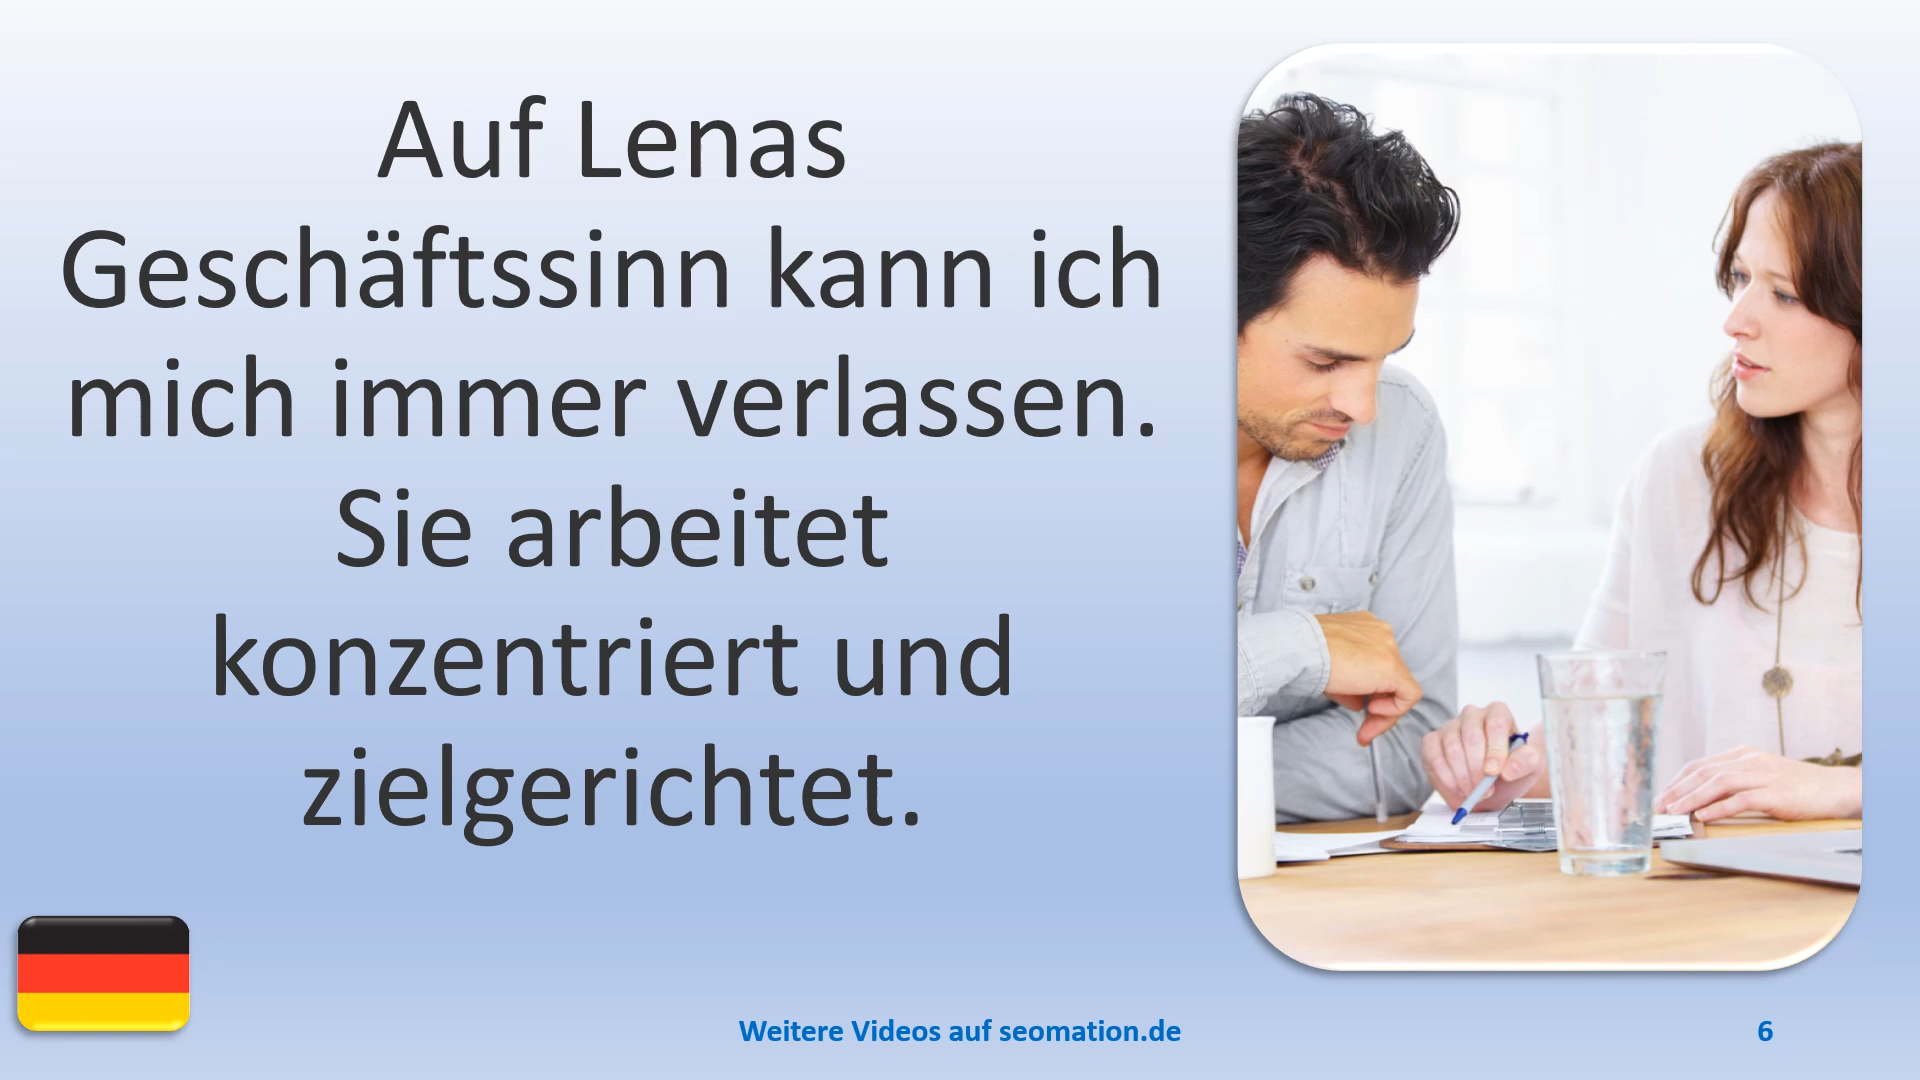 Auf Lenas
Geschäftssinn kann ich
mich immer verlassen.
Sie arbeitet
konzentriert und
zielgerichtet.
Weitere Videos auf seomation.de
6